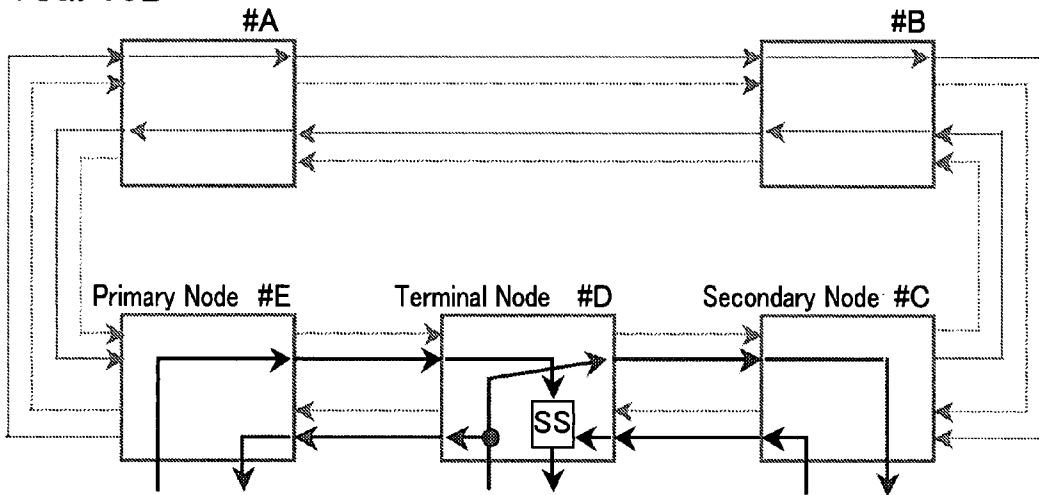 #A
#B
Primary Node #E
Terminal Node #D
Secondary Node #C
SS